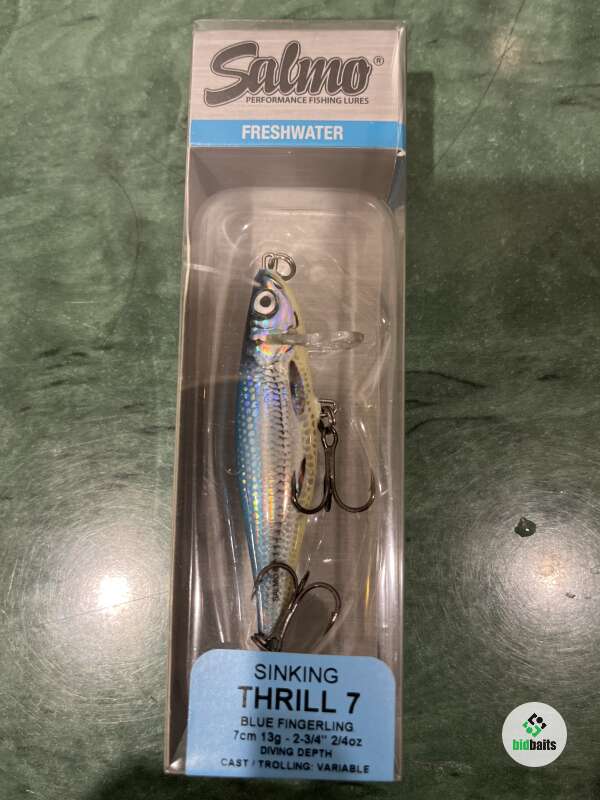 Salmo®
PERFORMANCE FISHING LURES
FRESHWATER
SINKING
THRILL 7
BLUE FINGERLING
7cm 13g - 2-3/4" 2/4oz
DIVING DEPTH
CAST / TROLLING: VARIABLE
bidbaits